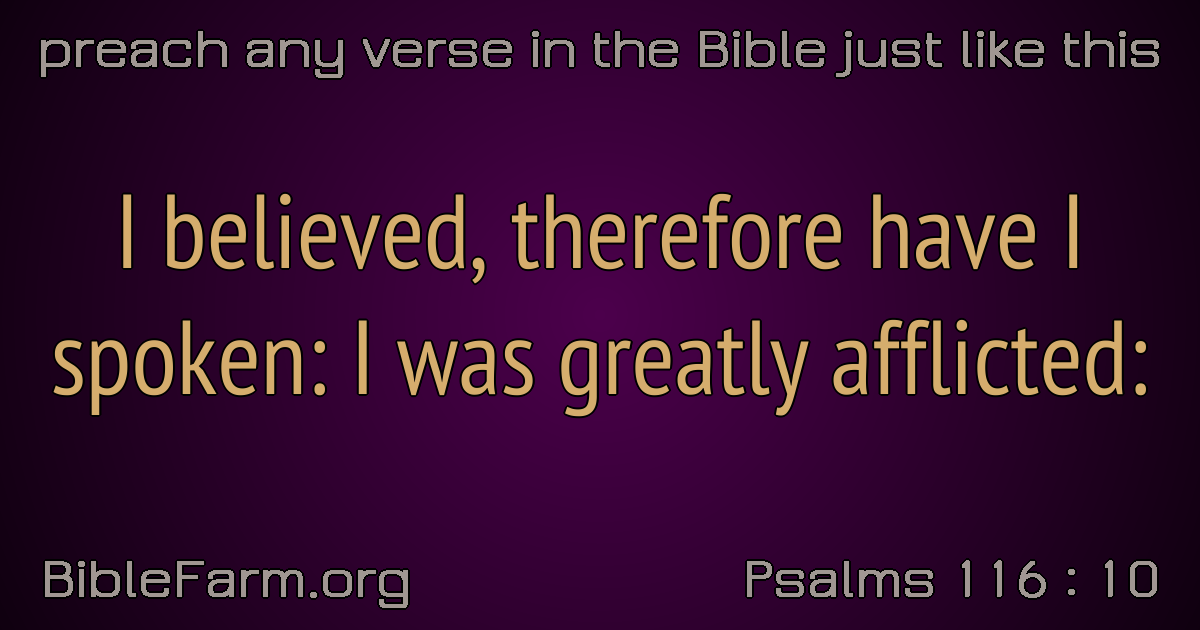 preach any verse in the Bible just like this
I believed, therefore have I
spoken: I was greatly afflicted:
BibleFarm.org
Psalms 116 : 10